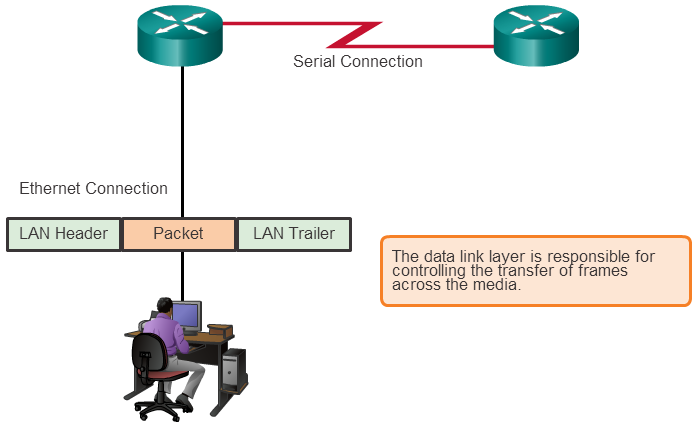 Serial Connection
Ethernet Connection
LAN Header
Packet
LAN Trailer
The data link layer is responsible for
controlling the transfer of frames
across the media.